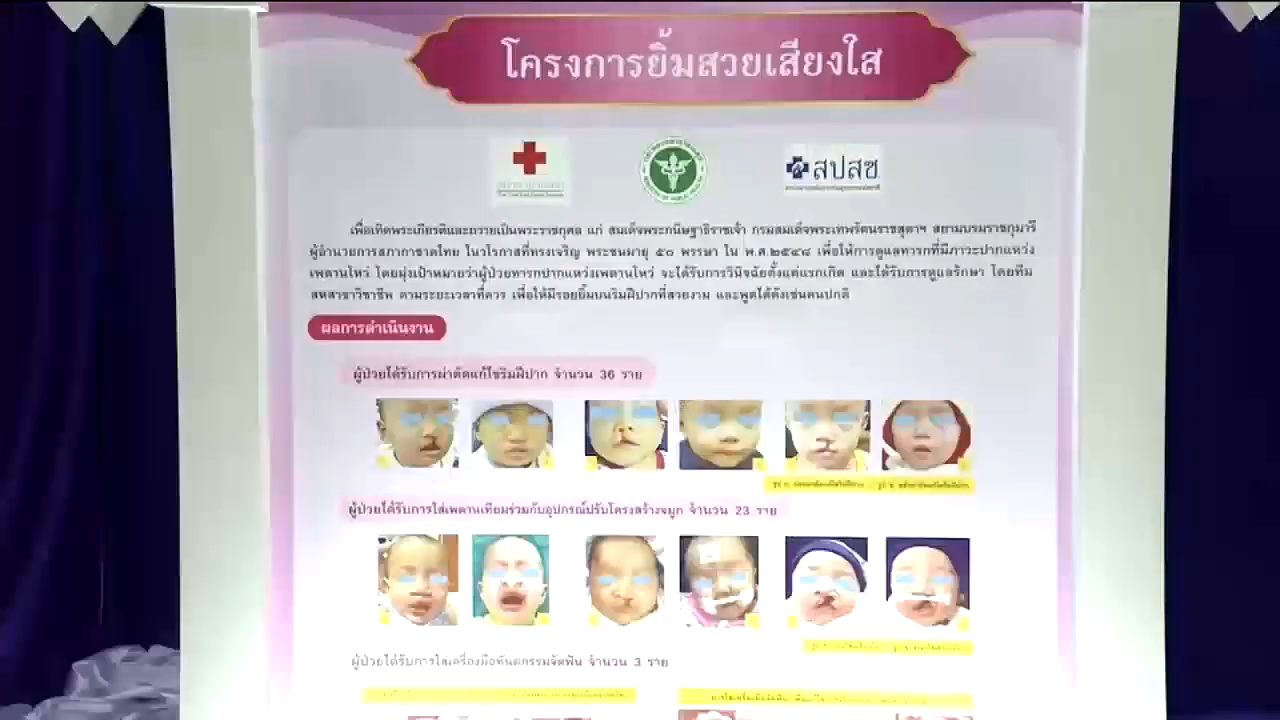 โครงการยิ้มสวยเสียงใส
สปสช
เพื่อเทิดพระเกียรติและถวายเป็นพระราชกุศล แก่ สมเด็จพระกนิษฐาธิราชเจ้า กรมสมเด็จพระเทพรัตนราชสุดาฯ สยามบรมราชกุมารี
ผู้อำนวยการสภากาชาดไทย ในวโรกาสที่ทรงเจริญ พระชนมายุ ๕๐ พรรษา ใน พ.ศ.๒๕๔๘ เพื่อให้การดูแลทารกที่มีภาวะปากแหว่ง
เพดานโหว่ โดยมุ่งเป้าหมายว่าผู้ป่วยทารกปากแหว่งเพดานโหว่ จะได้รับการวินิจฉัยตั้งแต่แรกเกิด และได้รับการดูแลรักษา โดยทีม
สหสาขาวิชาชีพ ตามระยะเวลาที่ควร เพื่อให้มีรอยยิ้มบนริมฝีปากที่สวยงาม และพูดได้ดังเช่นคนปกติ
ผลการดำเนินงาน
ผู้ป่วยได้รับการผ่าตัดแก้ไขริมฝีปาก จำนวน 36 ราย
ผู้ป่วยได้รับการใส่เพดานเทียมร่วมกับอุปกรณ์ปรับโครงสร้างจมูก จำนวน 23 ราย
ผู้ป่วยได้รับการใส่เครื่องมือทันตกรรมจัดฟัน จำนวน 3 ราย